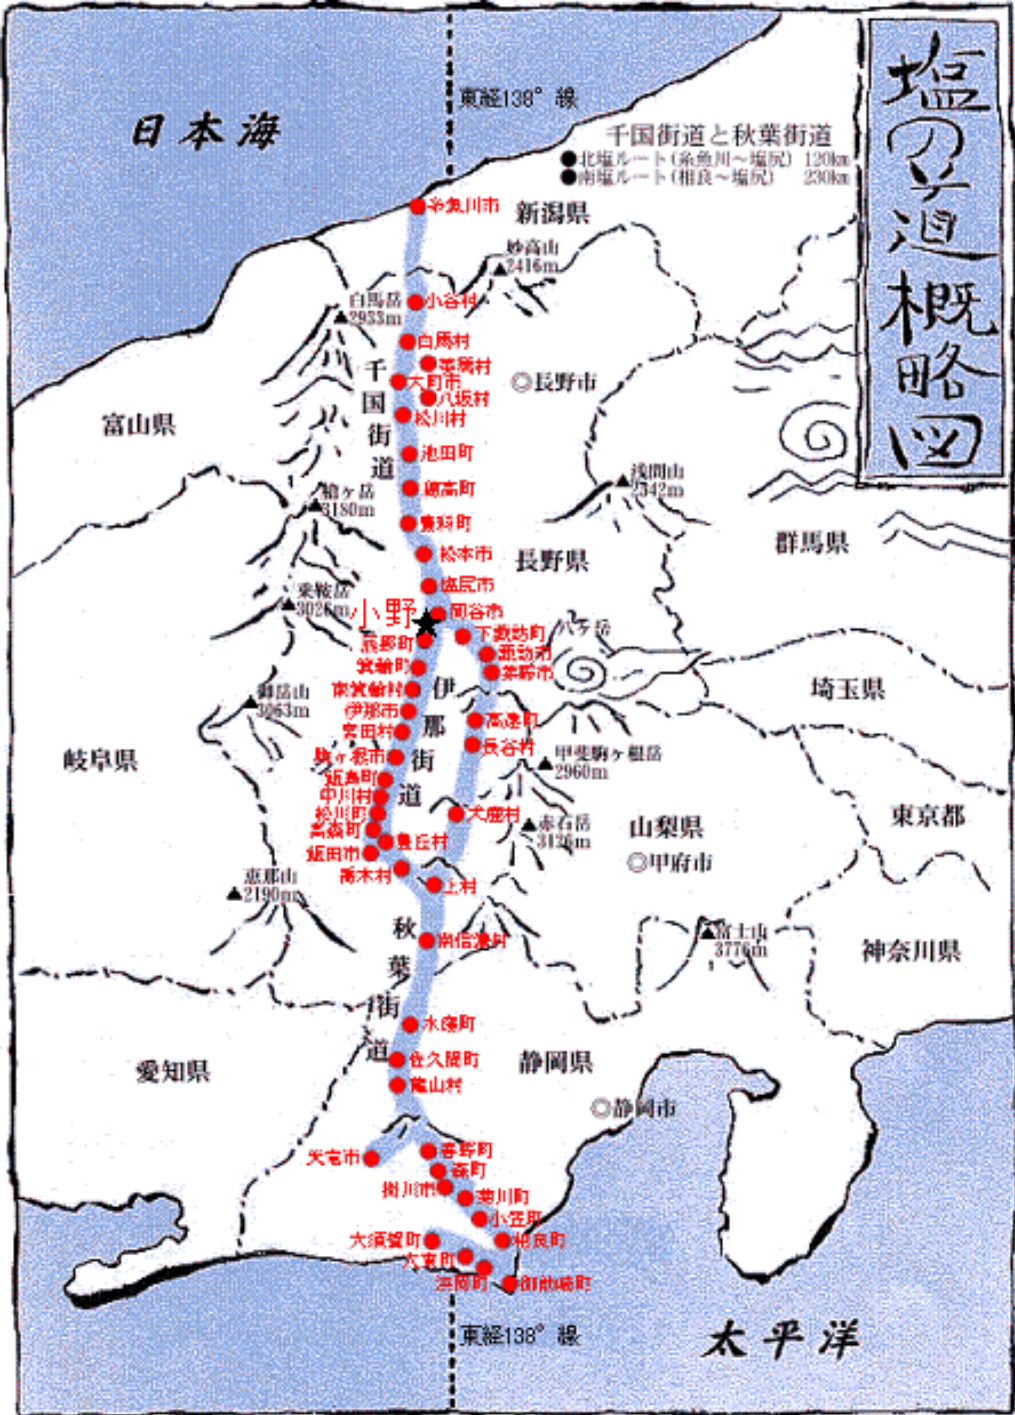 塩の道概略図
東経138°線
日本海
千国街道と秋葉街道
●北塩ルート(糸魚川～塩尻) 120km
●南塩ルート(相良～塩尻) 230km
糸魚川市
新潟県
妙高山
2416m
白馬岳
2933m
小谷村
白馬村
美麻村
千国街道
大町市
長野市
八坂村
松川村
富山県
池田町
浅間山
2542m
槍ヶ岳
3180m
穂高町
豊科町
群馬県
松本市
長野県
塩尻市
乗鞍岳
3026m
小野
岡谷市
下諏訪町
八ヶ岳
辰野町
諏訪市
箕輪町
茅野市
南箕輪村
伊那街道
埼玉県
御岳山
3063m
伊那市
高遠町
宮田村
長谷村
岐阜県
駒ヶ根市
甲斐駒ヶ根岳
2960m
飯島町
中川村
松川町
大鹿村
東京都
高森町
赤石岳
3126m
山梨県
豊丘村
飯田市
甲府市
喬木村
恵那山
2190m
上村
秋葉街道
富士山
3776m
南信濃村
神奈川県
水窪町
佐久間町
静岡県
愛知県
龍山村
静岡市
春野町
天竜市
森町
掛川市
菊川町
小笠町
大須賀町
相良町
大東町
浜岡町
御前崎町
東経138°線
太平洋